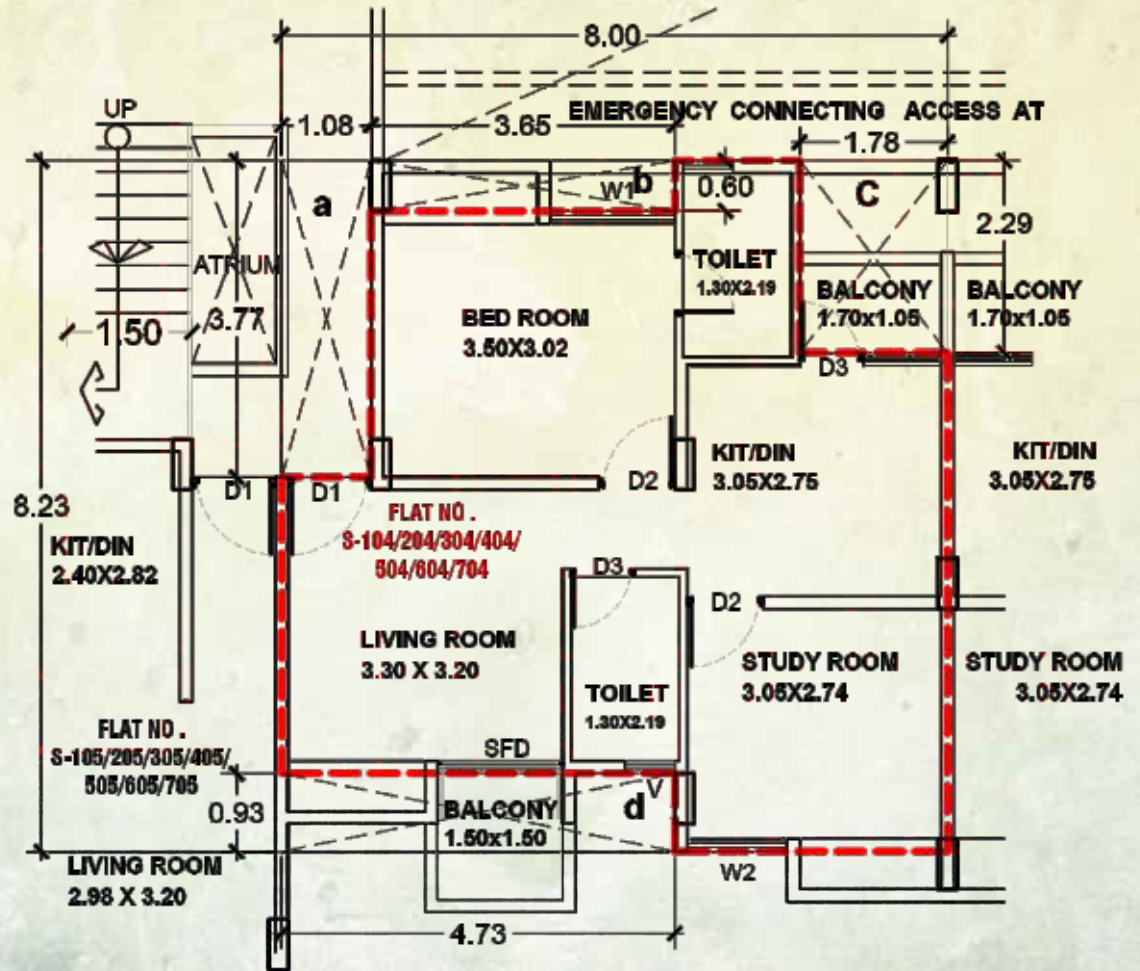 8.00
UP
EMERGENCY CONNECTING ACCESS AT
1.08
3.65
1.78
a
W1
b
0.60
C
2.29
ATRIUM
3.77
1.50
TOILET
1.30X2.19
BALCONY
1.70x1.05
BALCONY
1.70x1.05
BED ROOM
3.50X3.02
D3
KIT/DIN
3.05X2.75
KIT/DIN
3.05X2.75
D1
D1
D2
8.23
FLAT NO .
S-104/204/304/404/
504/604/704
KIT/DIN
2.40X2.82
D3
D2
LIVING ROOM
3.30 X 3.20
STUDY ROOM
3.05X2.74
STUDY ROOM
3.05X2.74
TOILET
1.30X2.19
FLAT NO .
S-105/205/305/405/
505/605/705
SFD
V
0.93
BALCONY
1.50x1.50
d
LIVING ROOM
2.98 X 3.20
W2
4.73